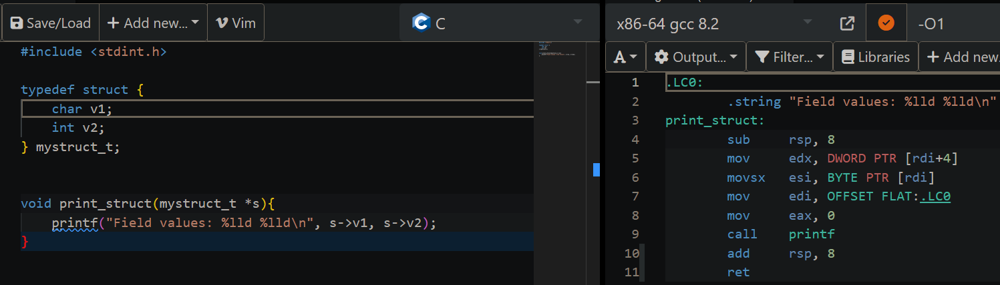 Save/Load
+ Add new...
Vim
C
#include <stdint.h>
typedef struct {
    char v1;
    int v2;
} mystruct_t;
void print_struct(mystruct_t *s){
    printf("Field values: %lld %lld\n", s->v1, s->v2);
}
x86-64 gcc 8.2
-O1
A
Output...
Filter...
Libraries
+ Add new.
1 .LC0:
2         .string "Field values: %lld %lld\n"
3 print_struct:
4         sub     rsp, 8
5         mov     edx, DWORD PTR [rdi+4]
6         movsx   esi, BYTE PTR [rdi]
7         mov     edi, OFFSET FLAT:.LC0
8         mov     eax, 0
9         call    printf
10         add     rsp, 8
11         ret